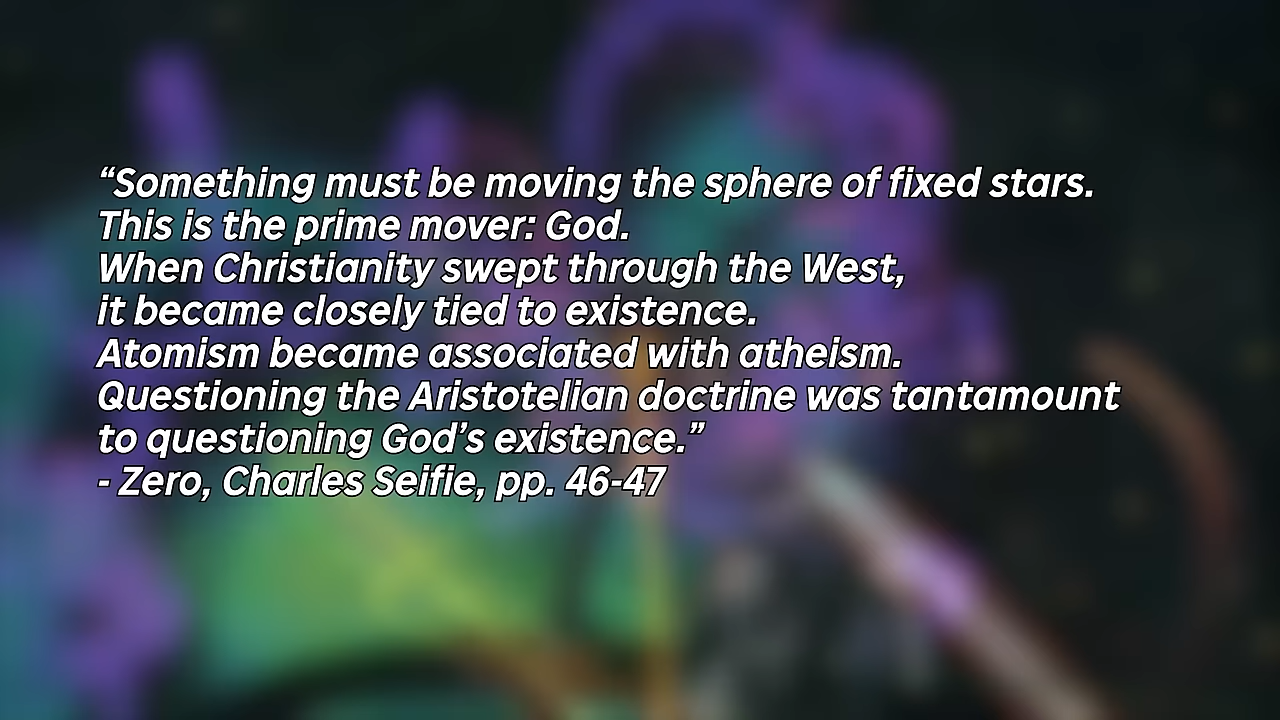 “Something must be moving the sphere of fixed stars.
This is the prime mover: God.
When Christianity swept through the West,
it became closely tied to existence.
Atomism became associated with atheism.
Questioning the Aristotelian doctrine was tantamount
to questioning God’s existence.”
- Zero, Charles Seifie, pp. 46-47